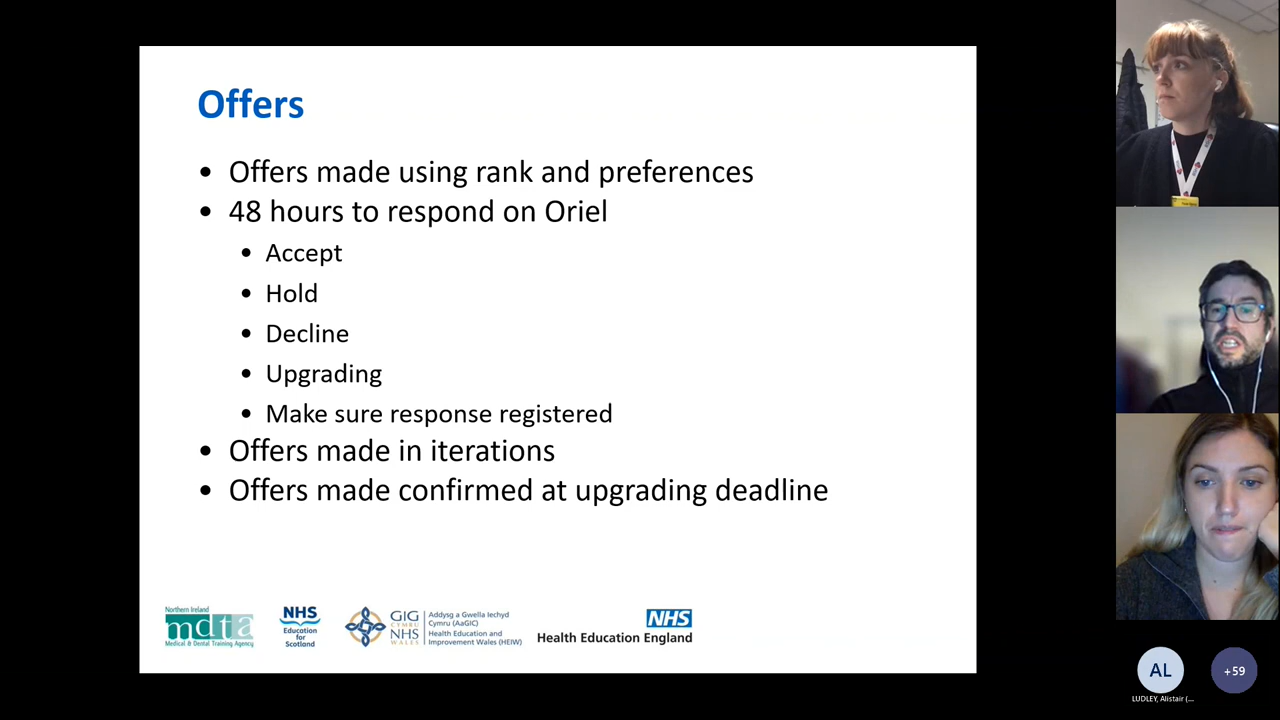 Offers
• Offers made using rank and preferences
• 48 hours to respond on Oriel
• Accept
• Hold
• Decline
• Upgrading
• Make sure response registered
• Offers made in iterations
• Offers made confirmed at upgrading deadline
Northern Ireland
mdta
Medical & Dental Training Agency
NHS
Education
for
Scotland
GIG
CYMRU
NHS
WALES
Addysg a Gwella Iechyd
Cymru (AaGIC)
Health Education and
Improvement Wales (HEIW)
NHS
Health Education England
AL
+59
LUDLEY, Alistair (...